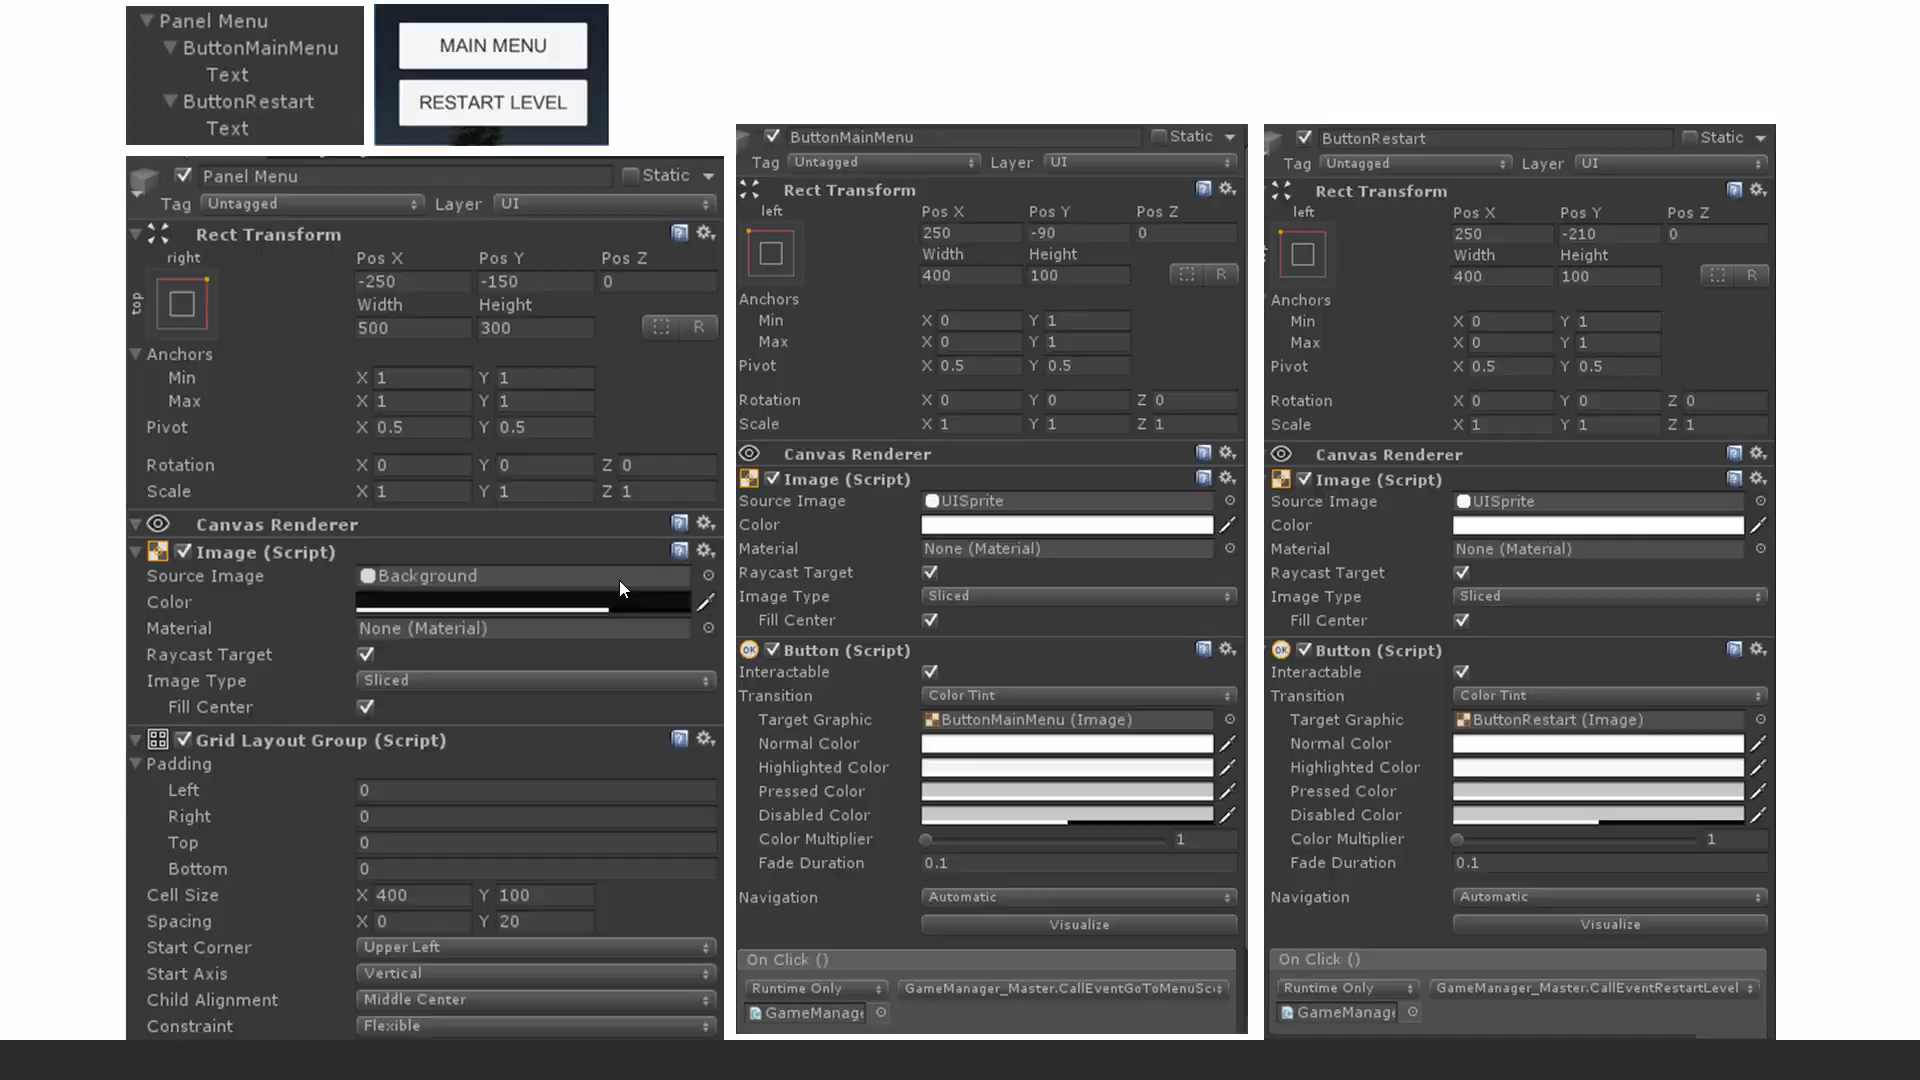 Panel Menu
ButtonMainMenu
Text
ButtonRestart
Text
MAIN MENU
RESTART LEVEL
Panel Menu
Static
Tag Untagged Layer UI
Rect Transform
right
top
Pos X Pos Y Pos Z
-250 -150 0
Width Height
500 300
R
Anchors
Min X 1 Y 1
Max X 1 Y 1
Pivot X 0.5 Y 0.5
Rotation X 0 Y 0 Z 0
Scale X 1 Y 1 Z 1
Canvas Renderer
Image (Script)
Source Image Background
Color
Material None (Material)
Raycast Target
Image Type Sliced
Fill Center
Grid Layout Group (Script)
Padding
Left 0
Right 0
Top 0
Bottom 0
Cell Size X 400 Y 100
Spacing X 0 Y 20
Start Corner Upper Left
Start Axis Vertical
Child Alignment Middle Center
Constraint Flexible
ButtonMainMenu Static
Tag Untagged Layer UI
Rect Transform
left
Pos X Pos Y Pos Z
250 -90 0
Width Height
400 100
R
Anchors
Min X 0 Y 1
Max X 0 Y 1
Pivot X 0.5 Y 0.5
Rotation X 0 Y 0 Z 0
Scale X 1 Y 1 Z 1
Canvas Renderer
Image (Script)
Source Image UISprite
Color
Material None (Material)
Raycast Target
Image Type Sliced
Fill Center
OK Button (Script)
Interactable
Transition Color Tint
Target Graphic ButtonMainMenu (Image)
Normal Color
Highlighted Color
Pressed Color
Disabled Color
Color Multiplier 1
Fade Duration 0.1
Navigation Automatic
Visualize
On Click ()
Runtime Only GameManager_Master.CallEventGoToMenuSc
GameManage
ButtonRestart Static
Tag Untagged Layer UI
Rect Transform
left
Pos X Pos Y Pos Z
250 -210 0
Width Height
400 100
R
Anchors
Min X 0 Y 1
Max X 0 Y 1
Pivot X 0.5 Y 0.5
Rotation X 0 Y 0 Z 0
Scale X 1 Y 1 Z 1
Canvas Renderer
Image (Script)
Source Image UISprite
Color
Material None (Material)
Raycast Target
Image Type Sliced
Fill Center
OK Button (Script)
Interactable
Transition Color Tint
Target Graphic ButtonRestart (Image)
Normal Color
Highlighted Color
Pressed Color
Disabled Color
Color Multiplier 1
Fade Duration 0.1
Navigation Automatic
Visualize
On Click ()
Runtime Only GameManager_Master.CallEventRestartLevel
GameManage